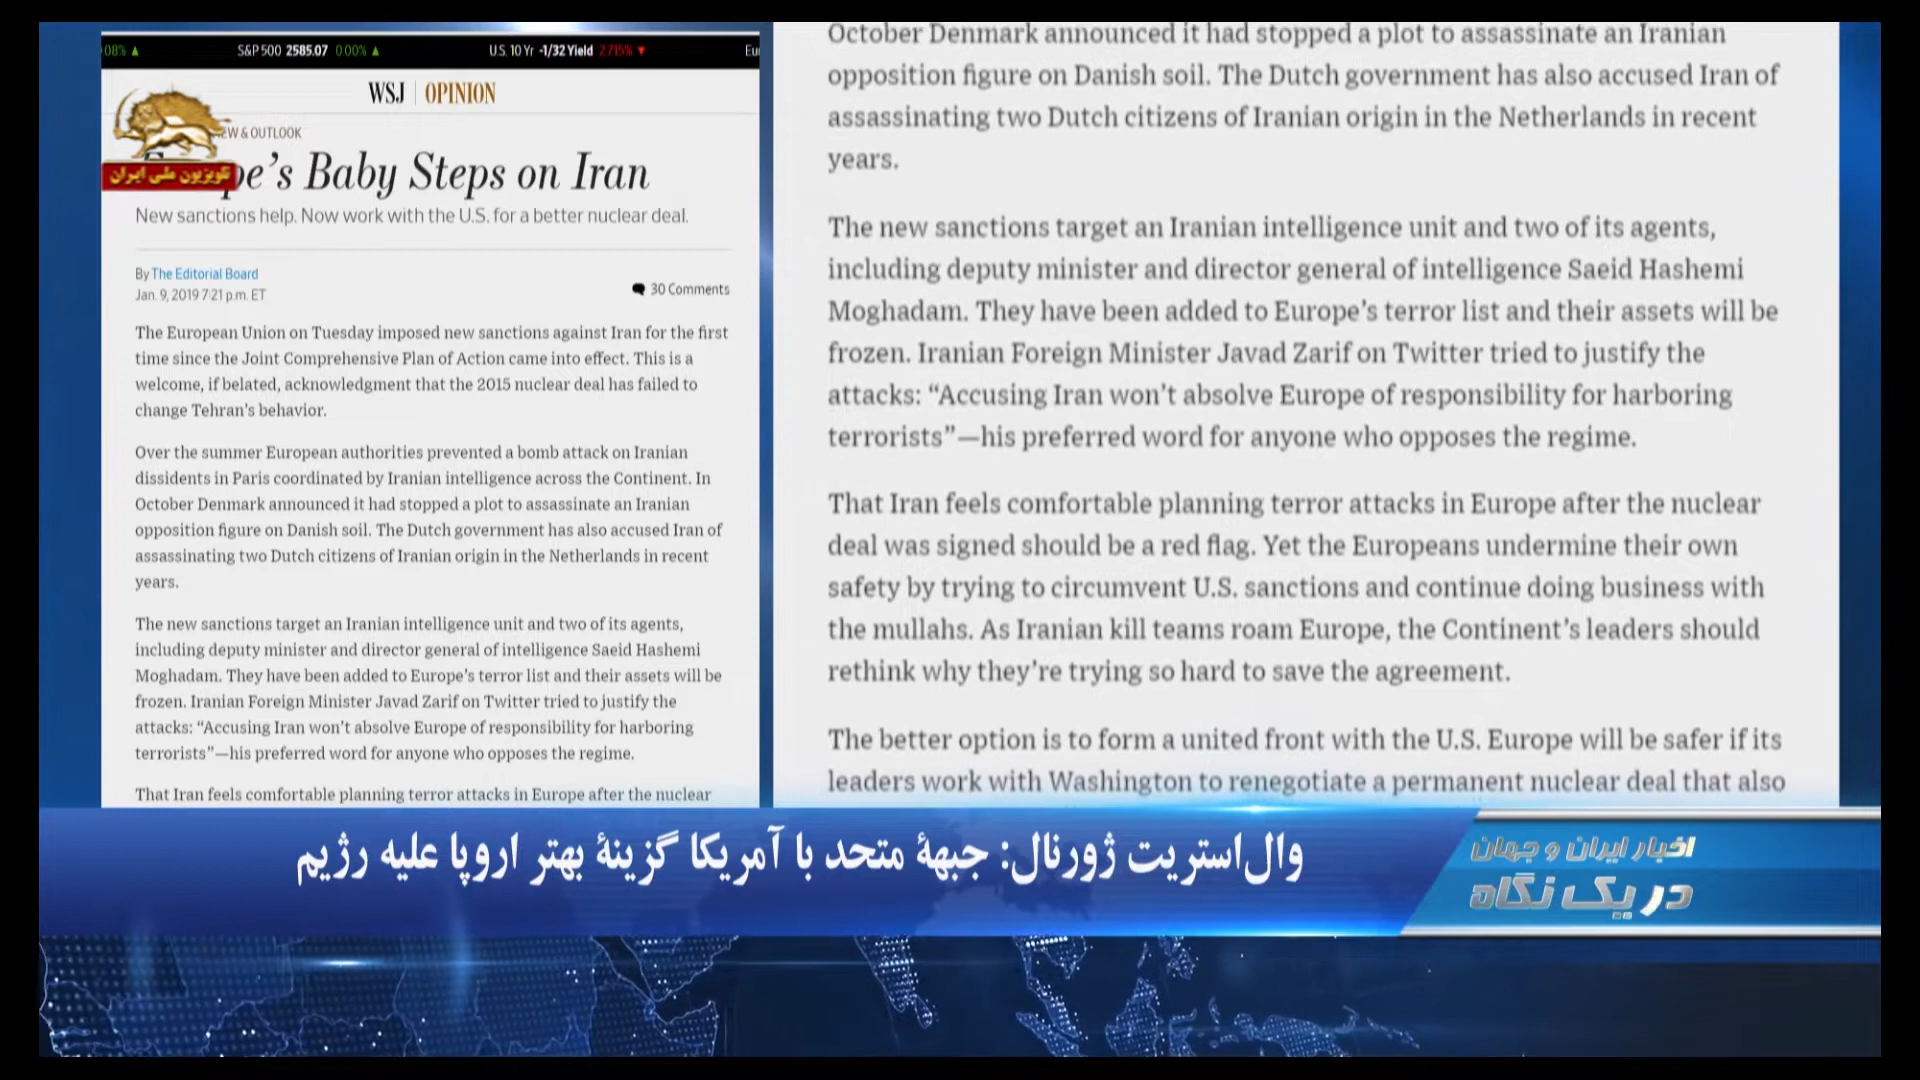 08% ▲ S&P 500 2585.07 0.00% ▲ U.S. 10 Yr -1/32 Yield 2.715% ▼
WSJ | OPINION
& OUTLOOK
pe’s Baby Steps on Iran
تلویزیون ملی ایران
New sanctions help. Now work with the U.S. for a better nuclear deal.
By The Editorial Board
Jan. 9, 2019 7:21 p.m. ET
30 Comments
The European Union on Tuesday imposed new sanctions against Iran for the first
time since the Joint Comprehensive Plan of Action came into effect. This is a
welcome, if belated, acknowledgment that the 2015 nuclear deal has failed to
change Tehran’s behavior.
Over the summer European authorities prevented a bomb attack on Iranian
dissidents in Paris coordinated by Iranian intelligence across the Continent. In
October Denmark announced it had stopped a plot to assassinate an Iranian
opposition figure on Danish soil. The Dutch government has also accused Iran of
assassinating two Dutch citizens of Iranian origin in the Netherlands in recent
years.
The new sanctions target an Iranian intelligence unit and two of its agents,
including deputy minister and director general of intelligence Saeid Hashemi
Moghadam. They have been added to Europe’s terror list and their assets will be
frozen. Iranian Foreign Minister Javad Zarif on Twitter tried to justify the
attacks: “Accusing Iran won’t absolve Europe of responsibility for harboring
terrorists”—his preferred word for anyone who opposes the regime.
That Iran feels comfortable planning terror attacks in Europe after the nuclear
October Denmark announced it had stopped a plot to assassinate an Iranian
opposition figure on Danish soil. The Dutch government has also accused Iran of
assassinating two Dutch citizens of Iranian origin in the Netherlands in recent
years.
The new sanctions target an Iranian intelligence unit and two of its agents,
including deputy minister and director general of intelligence Saeid Hashemi
Moghadam. They have been added to Europe’s terror list and their assets will be
frozen. Iranian Foreign Minister Javad Zarif on Twitter tried to justify the
attacks: “Accusing Iran won’t absolve Europe of responsibility for harboring
terrorists”—his preferred word for anyone who opposes the regime.
That Iran feels comfortable planning terror attacks in Europe after the nuclear
deal was signed should be a red flag. Yet the Europeans undermine their own
safety by trying to circumvent U.S. sanctions and continue doing business with
the mullahs. As Iranian kill teams roam Europe, the Continent’s leaders should
rethink why they’re trying so hard to save the agreement.
The better option is to form a united front with the U.S. Europe will be safer if its
leaders work with Washington to renegotiate a permanent nuclear deal that also
وال‌استریت ژورنال: جبههٔ متحد با آمریکا گزینهٔ بهتر اروپا علیه رژیم
اخبار ایران و جهان
در یک نگاه